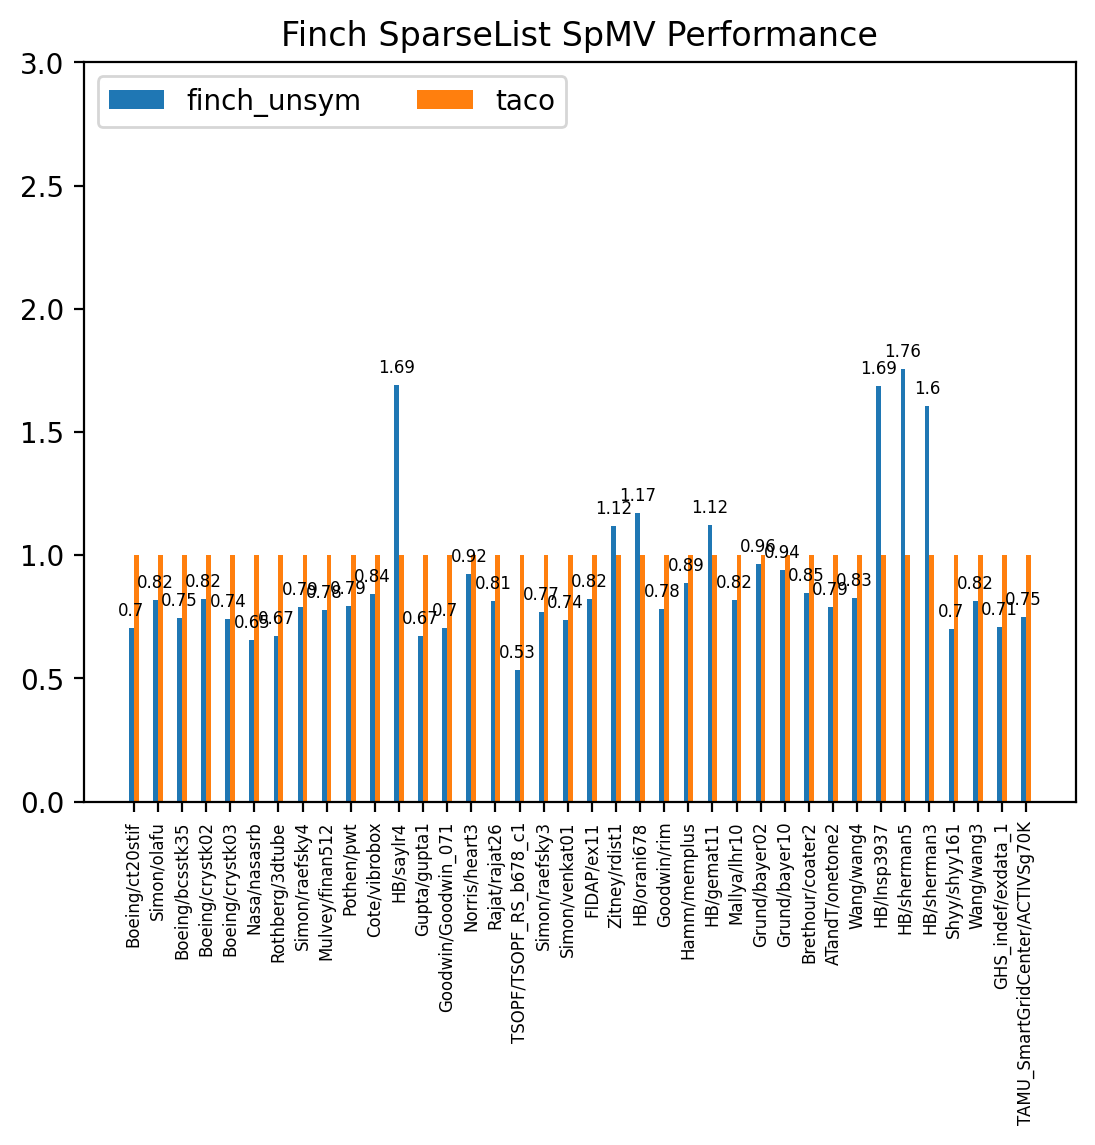 Finch SparseList SpMV Performance
3.0
finch_unsym taco
2.5
2.0
1.5
1.0
0.5
0.0
0.7
0.82
0.75
0.82
0.74
0.65
0.67
0.79
0.78
0.79
0.84
1.69
0.67
0.7
0.92
0.81
0.53
0.77
0.74
0.82
1.12
1.17
0.78
0.89
1.12
0.82
0.96
0.94
0.85
0.79
0.83
1.69
1.76
1.6
0.7
0.82
0.71
0.75
Boeing/ct20stif
Simon/olafu
Boeing/bcsstk35
Boeing/crystk02
Boeing/crystk03
Nasa/nasasrb
Rothberg/3dtube
Simon/raefsky4
Mulvey/finan512
Pothen/pwt
Cote/vibrobox
HB/saylr4
Gupta/gupta1
Goodwin/Goodwin_071
Norris/heart3
Rajat/rajat26
TSOPF/TSOPF_RS_b678_c1
Simon/raefsky3
Simon/venkat01
FIDAP/ex11
Zitney/rdist1
HB/orani678
Goodwin/rim
Hamm/memplus
HB/gemat11
Mallya/lhr10
Grund/bayer02
Grund/bayer10
Brethour/coater2
ATandT/onetone2
Wang/wang4
HB/lnsp3937
HB/sherman5
HB/sherman3
Shyy/shyy161
Wang/wang3
GHS_indef/exdata_1
TAMU_SmartGridCenter/ACTIVSg70K